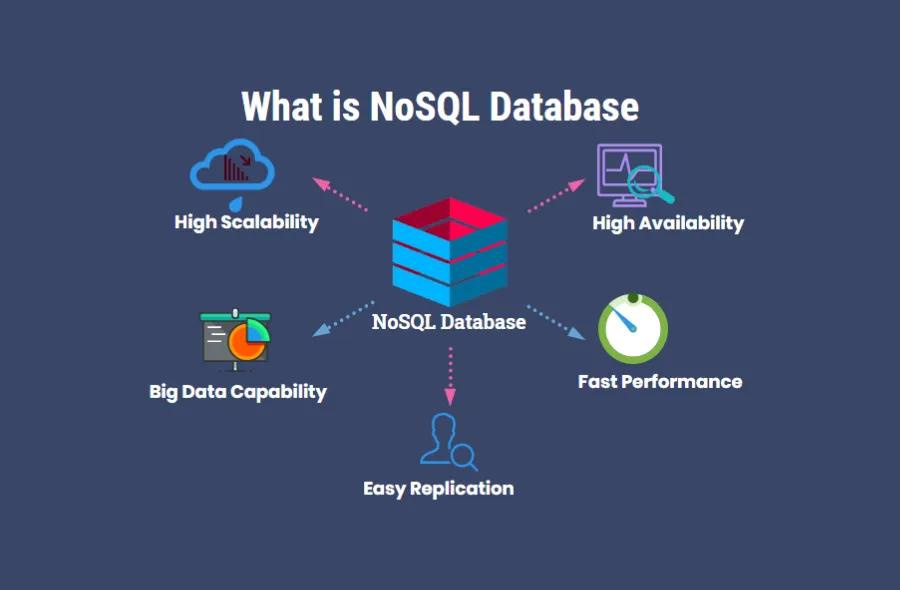 What is NoSQL Database
High Scalability
High Availability
NoSQL Database
Big Data Capability
Fast Performance
Easy Replication